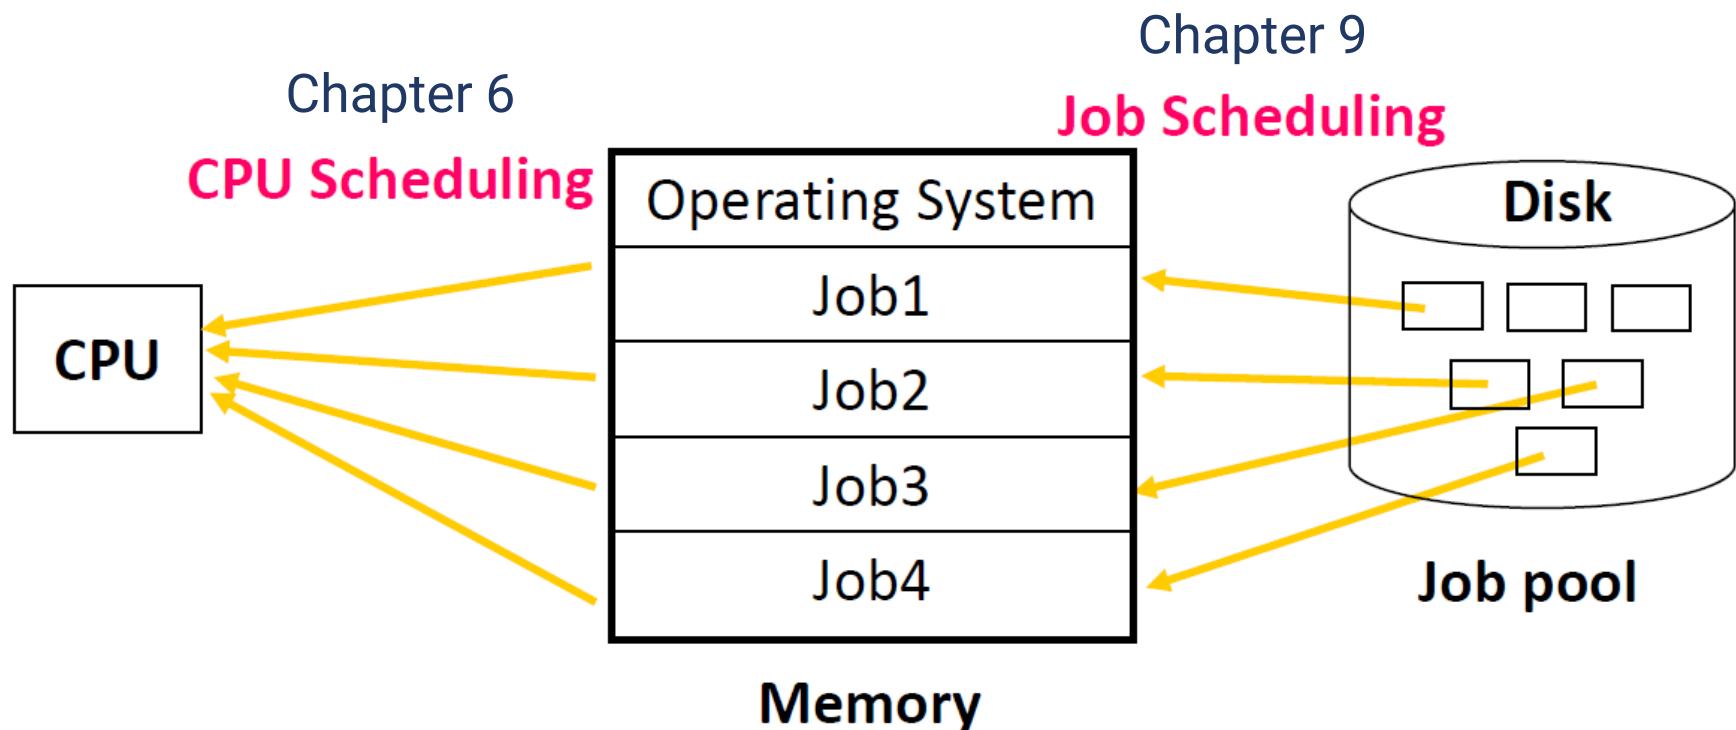 Chapter 6
CPU Scheduling
Chapter 9
Job Scheduling
CPU
Operating System
Job1
Job2
Job3
Job4
Memory
Disk
Job pool